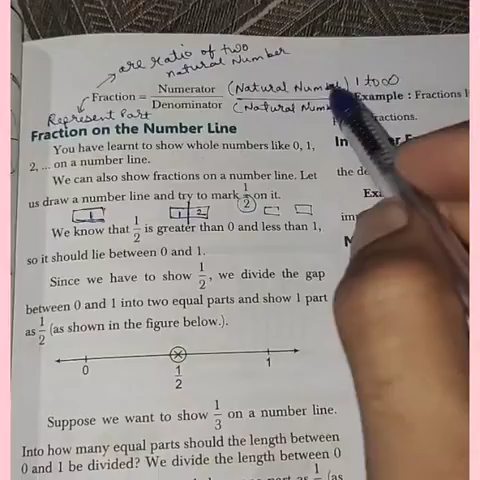 are ratio of two
natural Number
Fraction = Numerator / Denominator (Natural Number) 1 to ∞
(Natural Num
Represent Part
Example : Fractions
ractions.
Fraction on the Number Line
You have learnt to show whole numbers like 0, 1,
2, ... on a number line.
We can also show fractions on a number line. Let
us draw a number line and try to mark 1/2 on it.
1 1 2
We know that 1/2 is greater than 0 and less than 1,
so it should lie between 0 and 1.
Since we have to show 1/2, we divide the gap
between 0 and 1 into two equal parts and show 1 part
as 1/2 (as shown in the figure below.).
0 1/2 1
Suppose we want to show 1/3 on a number line.
Into how many equal parts should the length between
0 and 1 be divided? We divide the length between 0
as 1 (as
In
the de
Exa